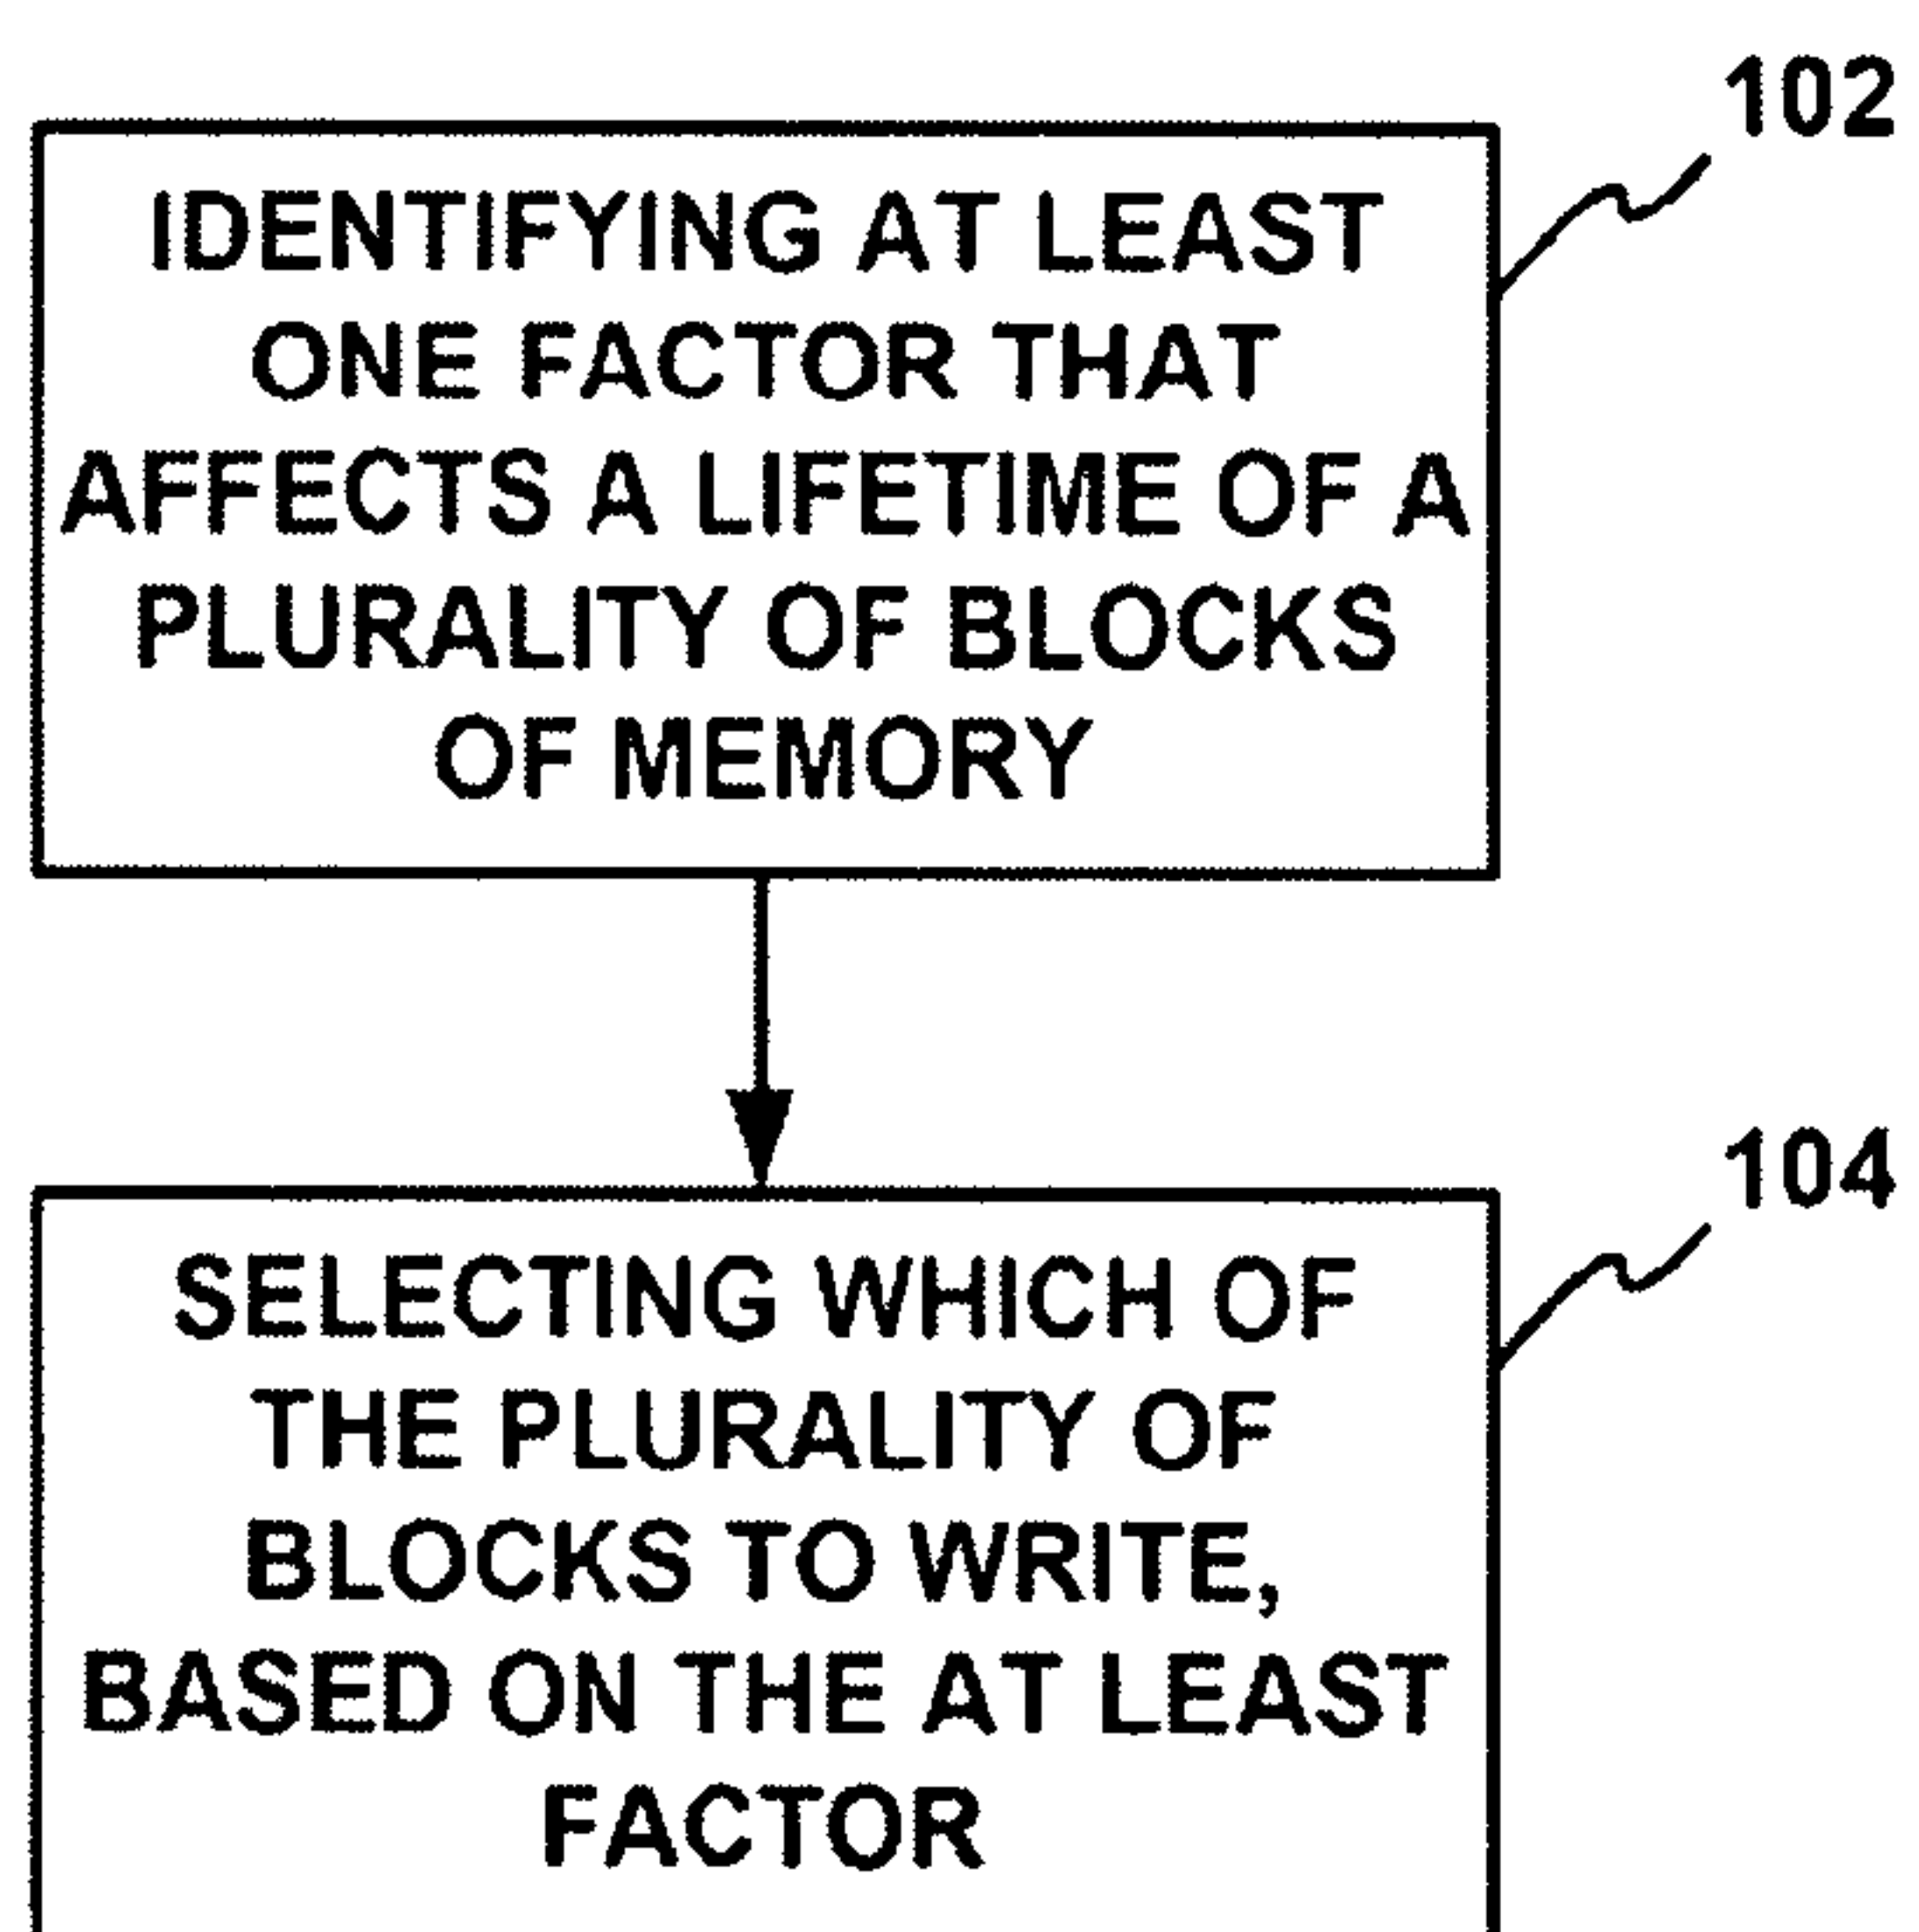 102
IDENTIFYING AT LEAST
ONE FACTOR THAT
AFFECTS A LIFETIME OF A
PLURALITY OF BLOCKS
OF MEMORY
104
SELECTING WHICH OF
THE PLURALITY OF
BLOCKS TO WRITE,
BASED ON THE AT LEAST
FACTOR